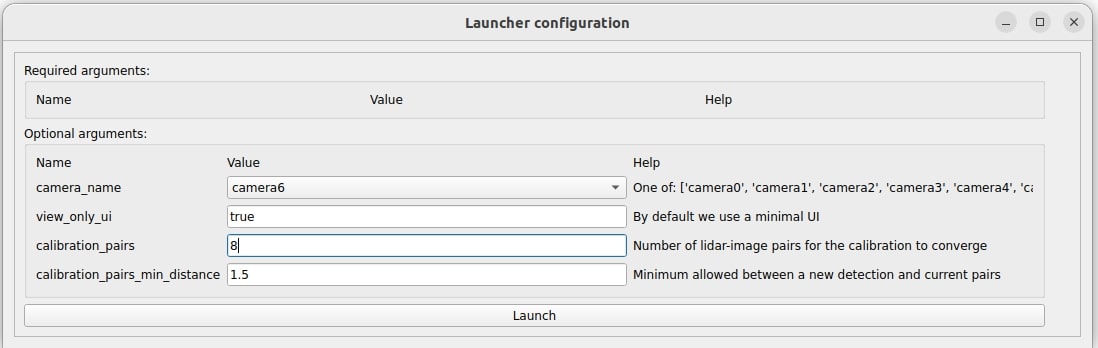 Launcher configuration
Required arguments:
Name Value Help
Optional arguments:
Name Value Help
camera_name camera6 One of: ['camera0', 'camera1', 'camera2', 'camera3', 'camera4', 'ca
view_only_ui true By default we use a minimal UI
calibration_pairs 8 Number of lidar-image pairs for the calibration to converge
calibration_pairs_min_distance 1.5 Minimum allowed between a new detection and current pairs
Launch